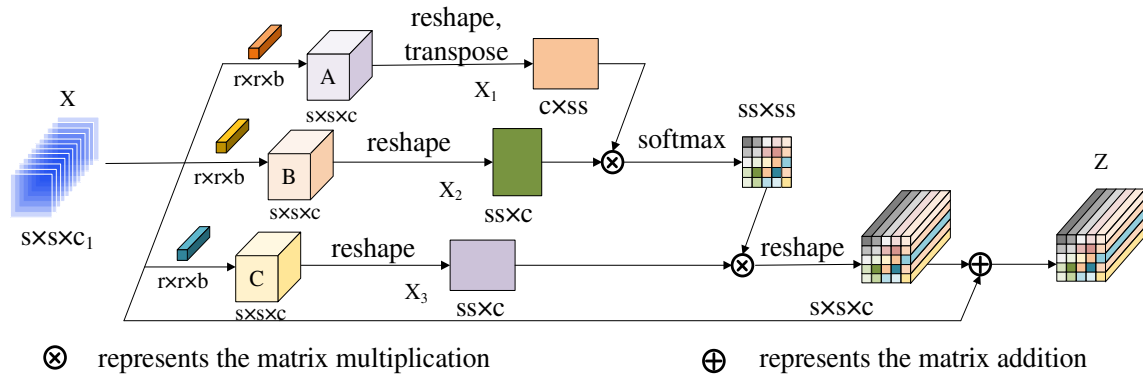 reshape,
transpose
A
r×r×b
X₁
c×ss
s×s×c
X
ss×ss
reshape
softmax
B
r×r×b
X₂
Z
s×s×c
ss×c
s×s×c₁
reshape
reshape
C
r×r×b
X₃
ss×c
s×s×c
s×s×c
⊗ represents the matrix multiplication
⊕ represents the matrix addition